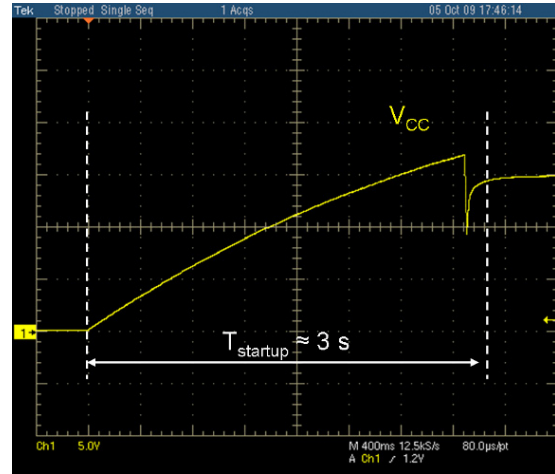 Tek Stopped Single Seq 1 Acqs 05 Oct 09 17:46:14
VCC
1
Tstartup ≈ 3 s
Ch1 5.0V M 400ms 12.5kS/s 80.0µs/pt
A Ch1 / 1.2V